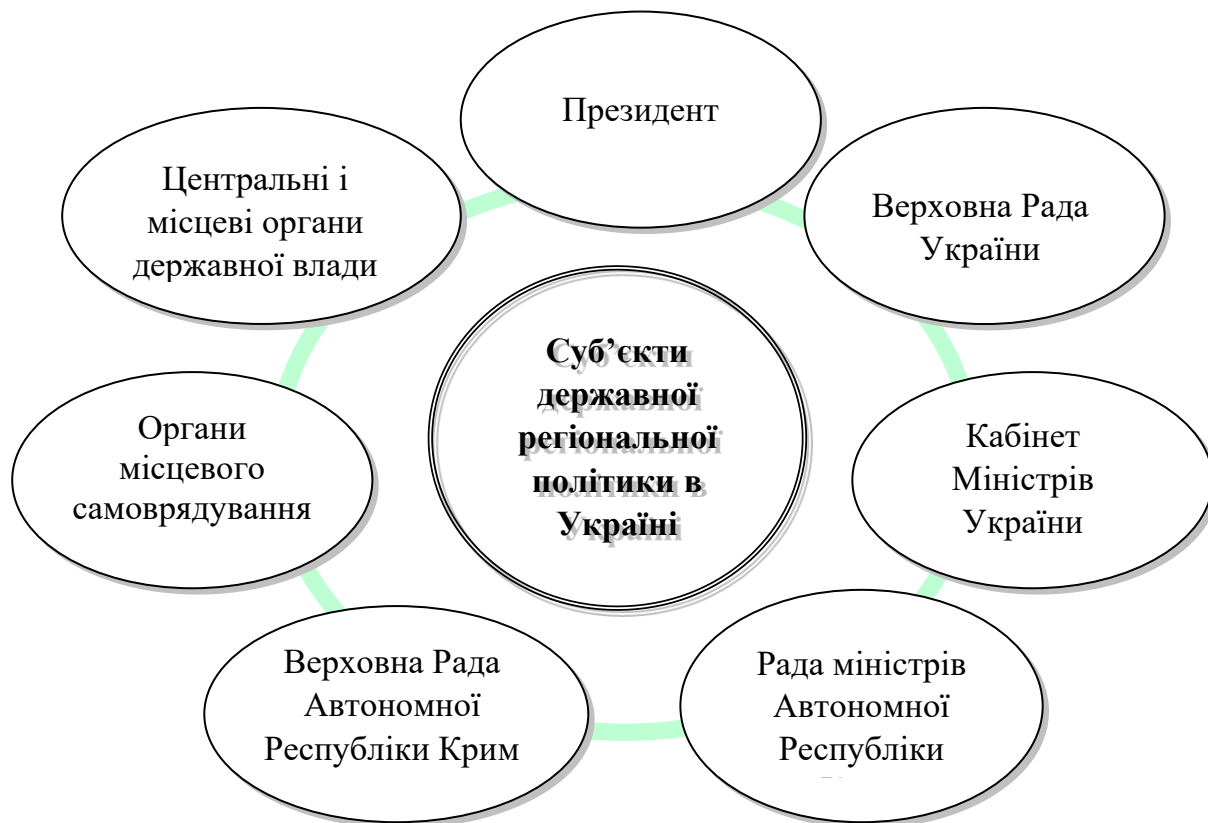 Президент
Верховна Рада
України
Кабінет
Міністрів
України
Рада міністрів
Автономної
Республіки
Верховна Рада
Автономної
Республіки Крим
Органи
місцевого
самоврядування
Центральні і
місцеві органи
державної влади
Суб’єкти
державної
регіональної
політики в
Україні